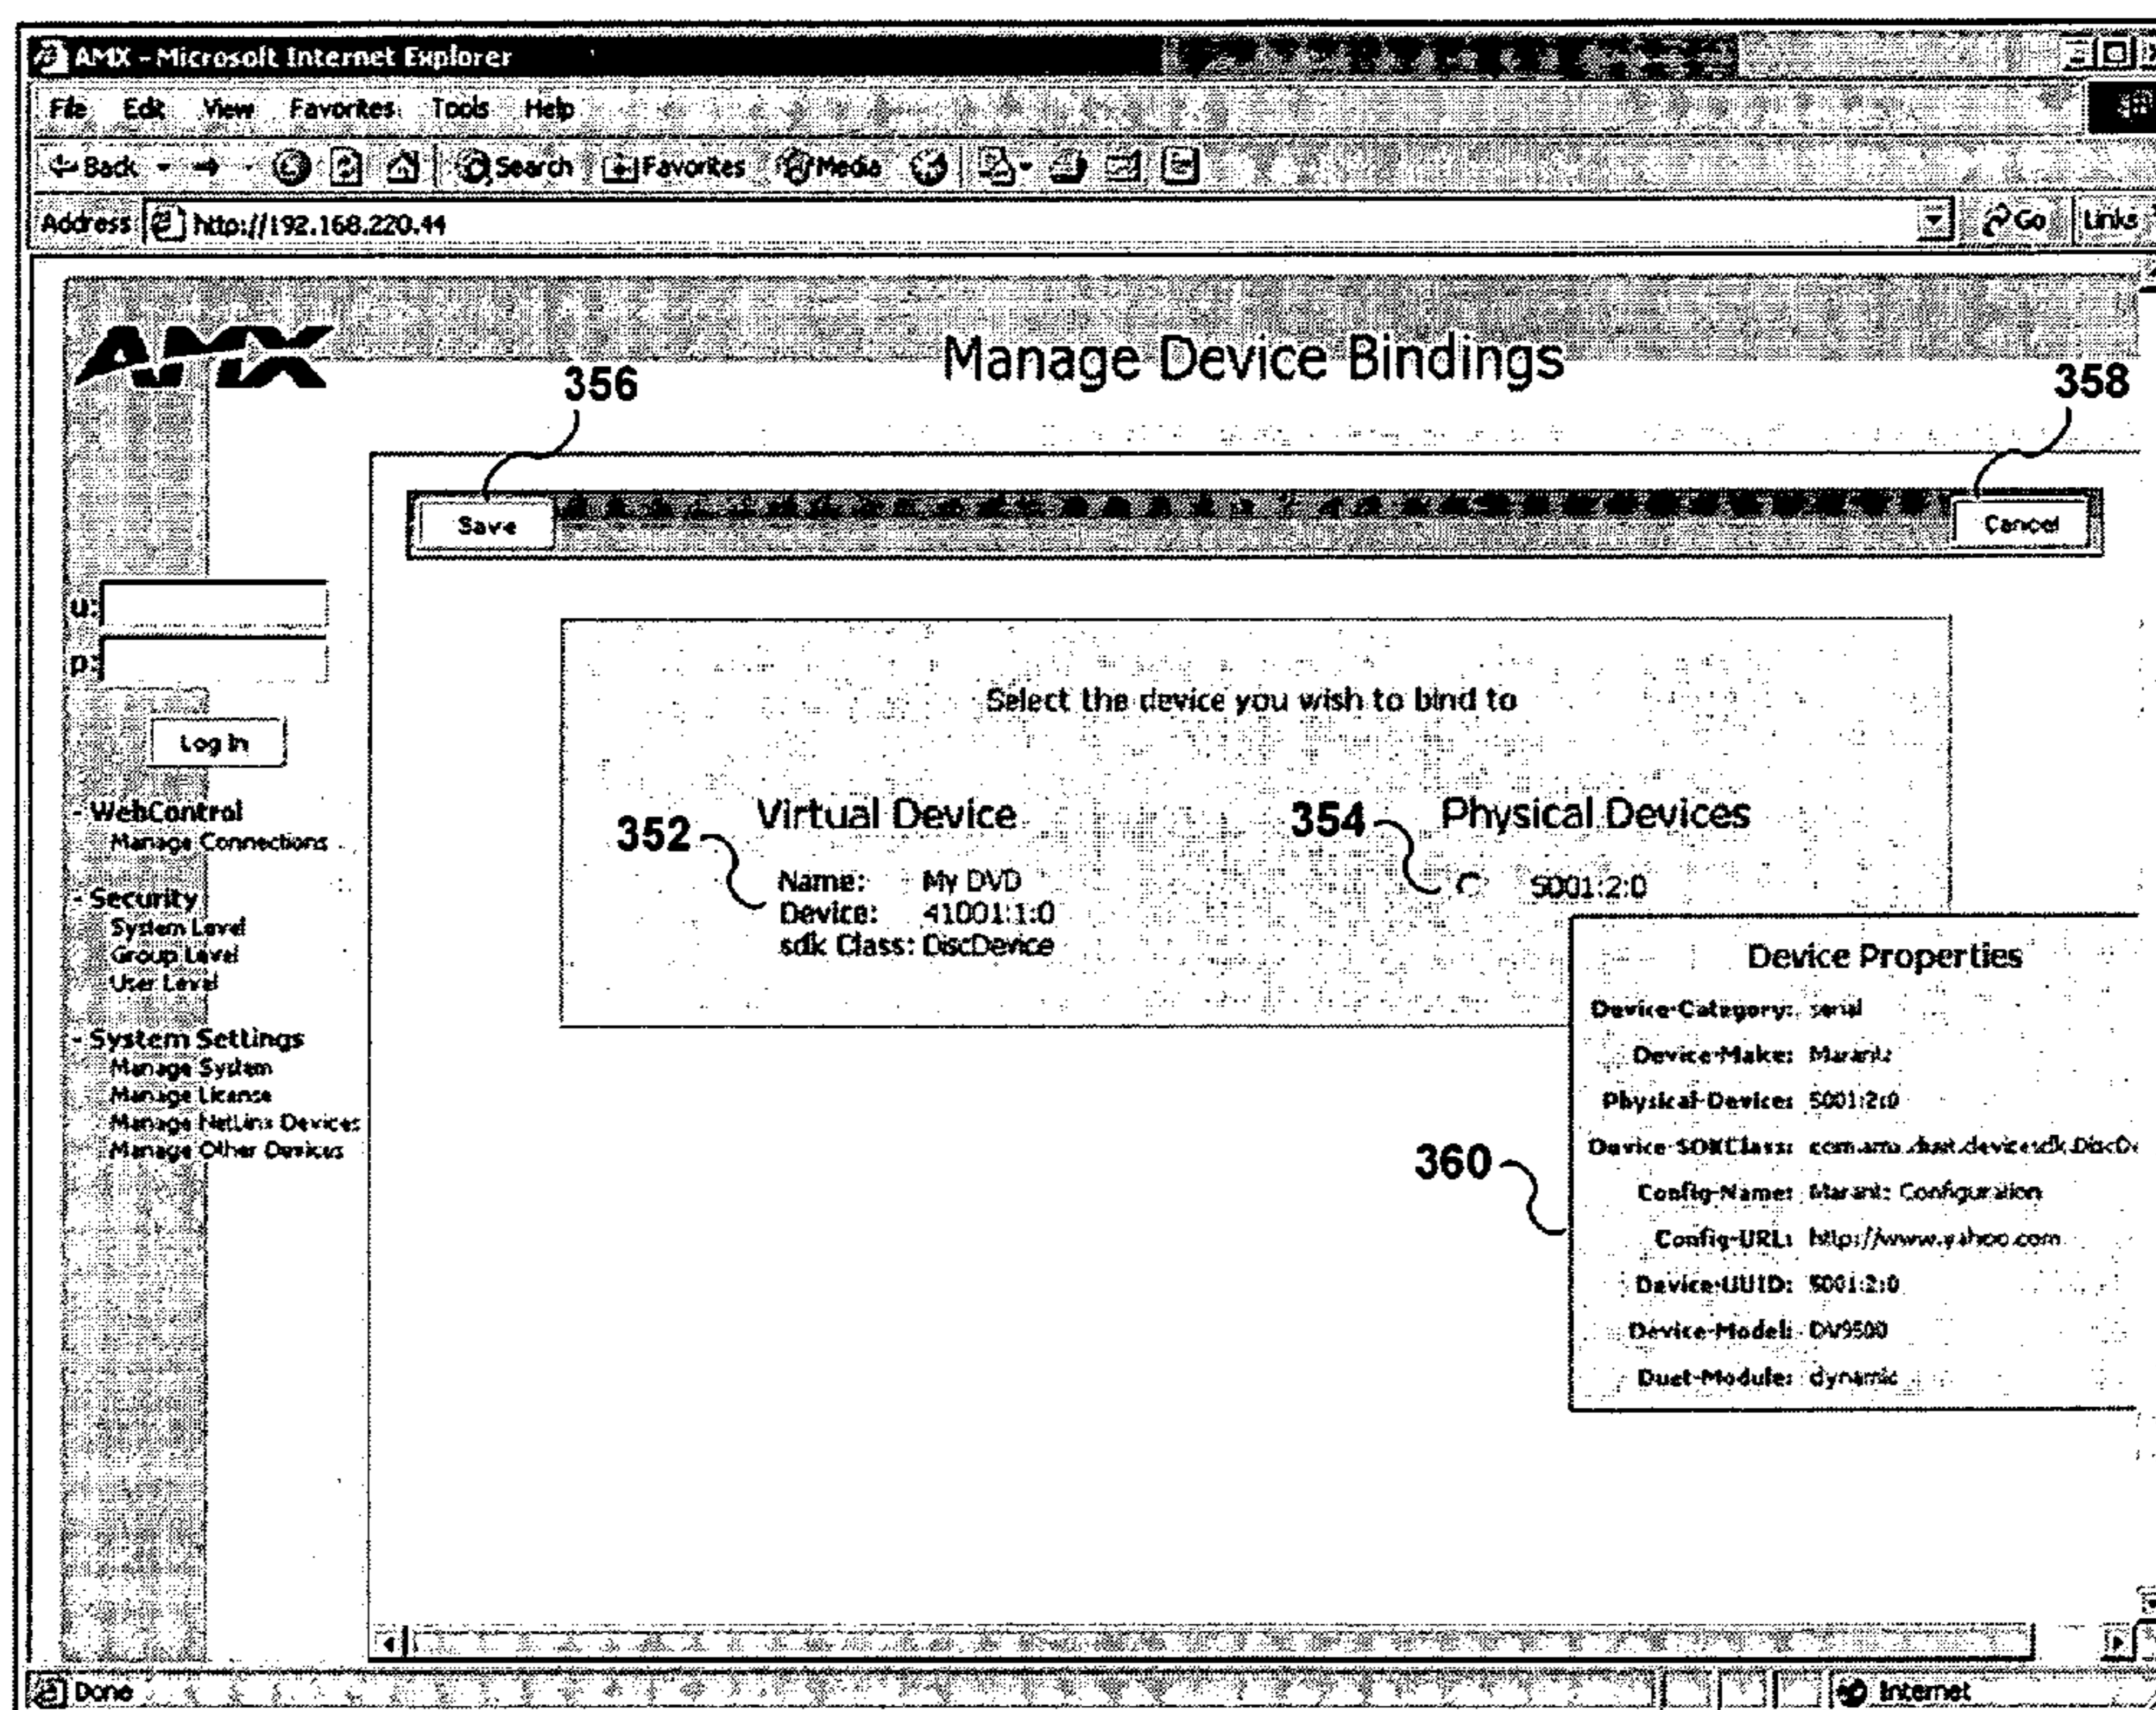 AMX - Microsoft Internet Explorer
File Edit View Favorites Tools Help
Back Search Favorites Media
Address http://192.168.220.44 Go Links
AMX
Manage Device Bindings
356
358
Save
Cancel
u:
p:
Log In
Select the device you wish to bind to
- WebControl
Manage Connections
- Security
System Level
Group Level
User Level
- System Settings
Manage System
Manage License
Manage NetLinx Devices
Manage Other Devices
Virtual Device
352
Name: My DVD
Device: 41001:1:0
sdk Class: DiscDevice
Physical Devices
354
5001:2:0
Device Properties
Device-Category: serial
Device-Make: Marantz
Physical-Device: 5001:2:0
Device-SDKClass:
360
Config-Name: Marantz Configuration
Config-URL: http://www.yahoo.com
Device-UUID: 5001:2:0
Device-Model: DV9500
Duet-Module: dynamic
Done
Internet